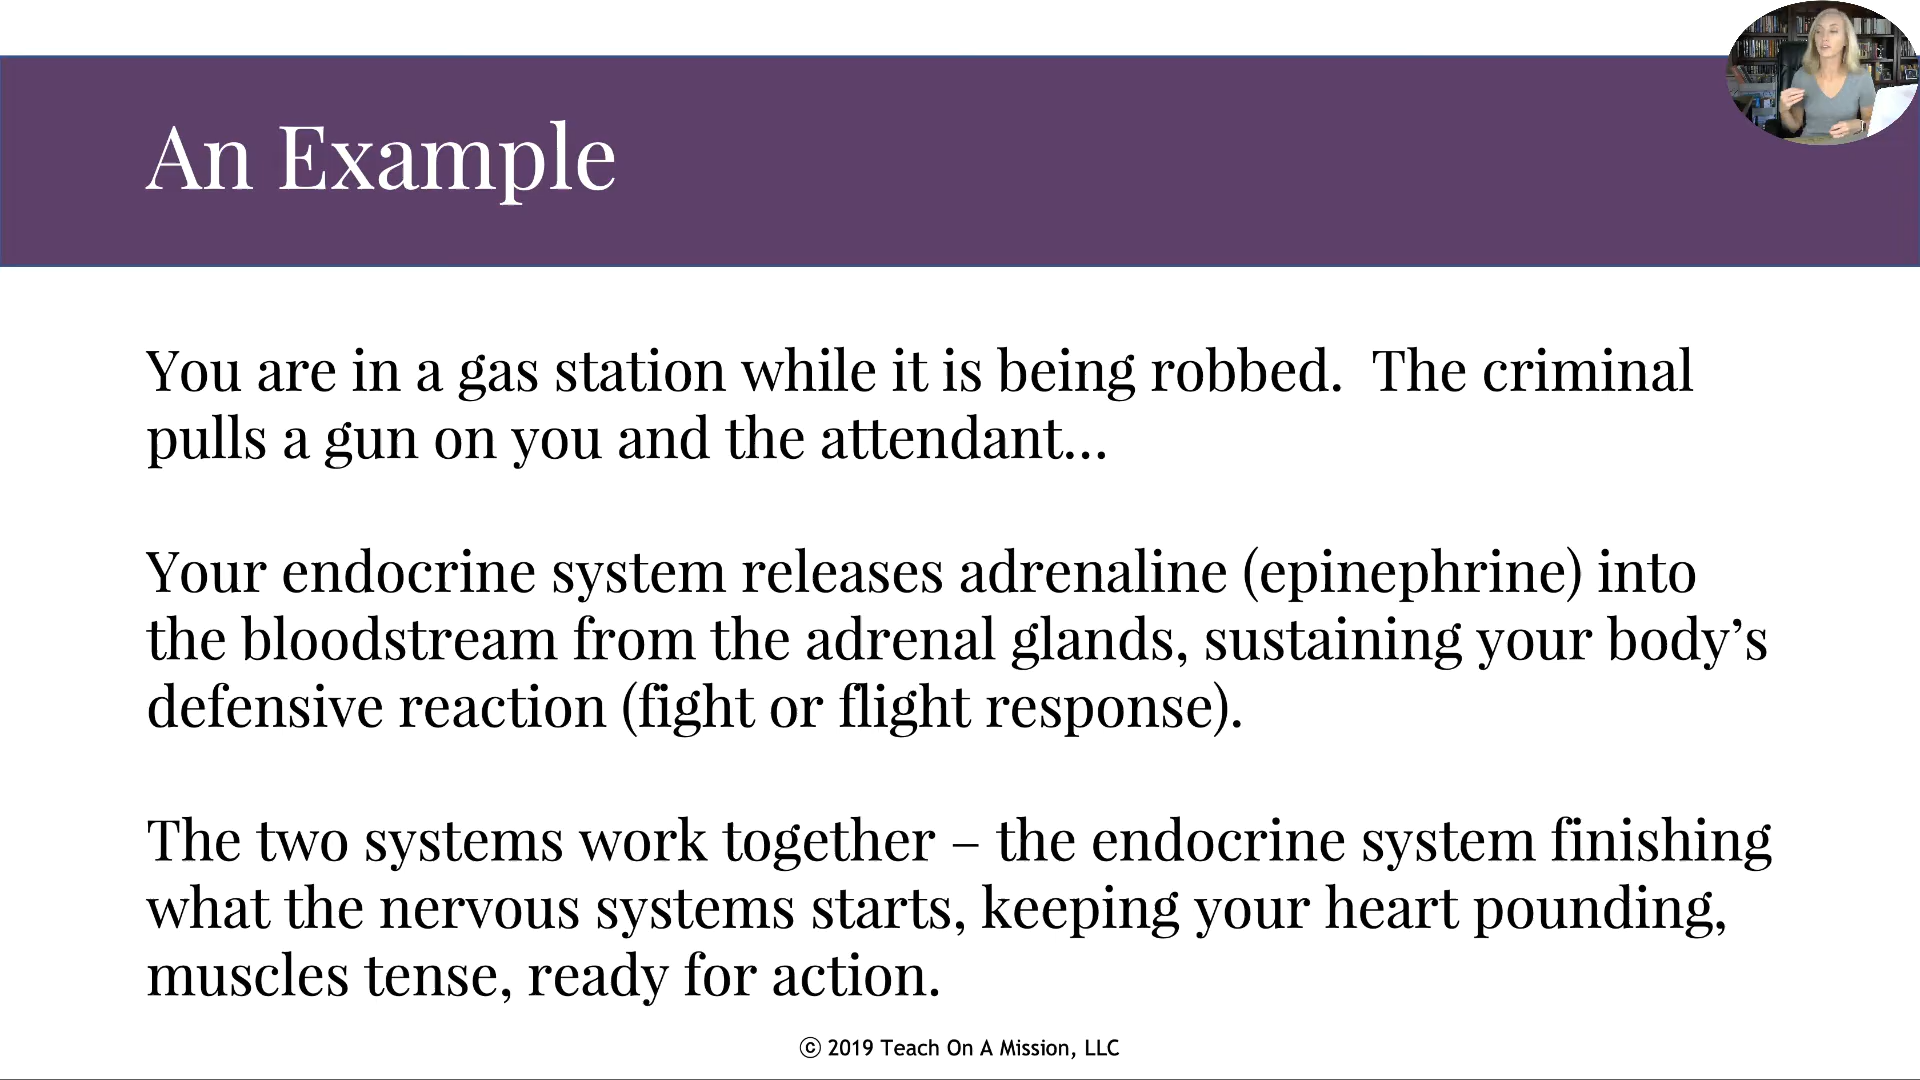 An Example
You are in a gas station while it is being robbed.  The criminal
pulls a gun on you and the attendant…
Your endocrine system releases adrenaline (epinephrine) into
the bloodstream from the adrenal glands, sustaining your body’s
defensive reaction (fight or flight response).
The two systems work together – the endocrine system finishing
what the nervous systems starts, keeping your heart pounding,
muscles tense, ready for action.
© 2019 Teach On A Mission, LLC